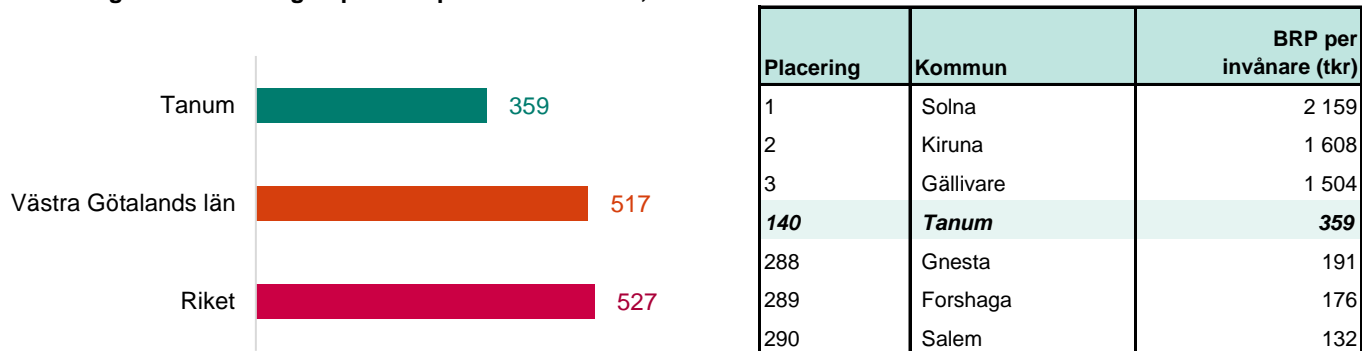 Tanum 359
Västra Götalands län 517
Riket 527
Placering Kommun BRP per invånare (tkr)
1 Solna 2 159
2 Kiruna 1 608
3 Gällivare 1 504
140 Tanum 359
288 Gnesta 191
289 Forshaga 176
290 Salem 132